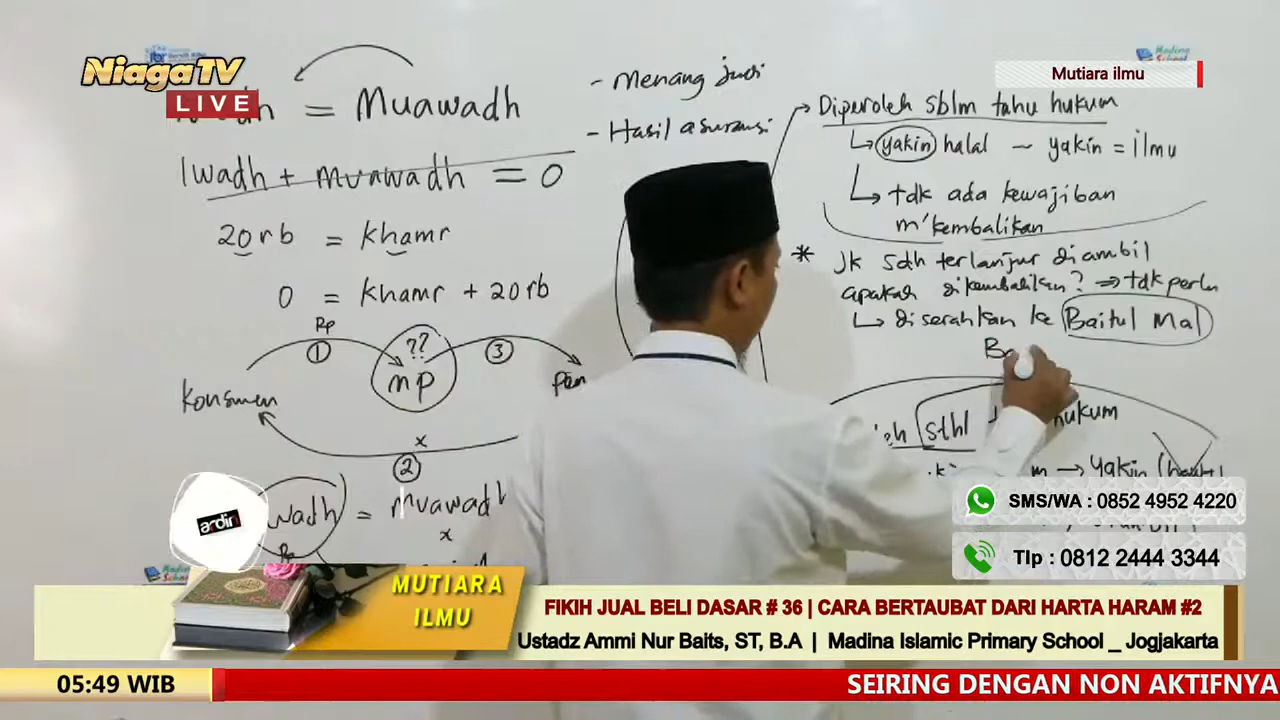 NiagaTV
LIVE
Mutiara ilmu
= Muawadh
Iwadh + muawadh = 0
20rb = khamr
0 = khamr + 20rb
Rp
1
??
mp
3
Konsumen
x
2
wadh = muawadh
x
Rp
- Menang judi
- Hasil asuransi
Diperoleh sblm tahu hukum
yakin halal - yakin = ilmu
tdk ada kewajiban
m'kembalikan
* Jk sdh terlanjur diambil
apakah dikembalikan? ⇒ tdk perlu
diserahkan ke Baitul Mal
sthl hukum
→ yakin
ardin
SMS/WA : 0852 4952 4220
Tlp : 0812 2444 3344
MUTIARA
ILMU
FIKIH JUAL BELI DASAR # 36 | CARA BERTAUBAT DARI HARTA HARAM #2
Ustadz Ammi Nur Baits, ST, B.A | Madina Islamic Primary School _ Jogjakarta
05:49 WIB
SEIRING DENGAN NON AKTIFNYA